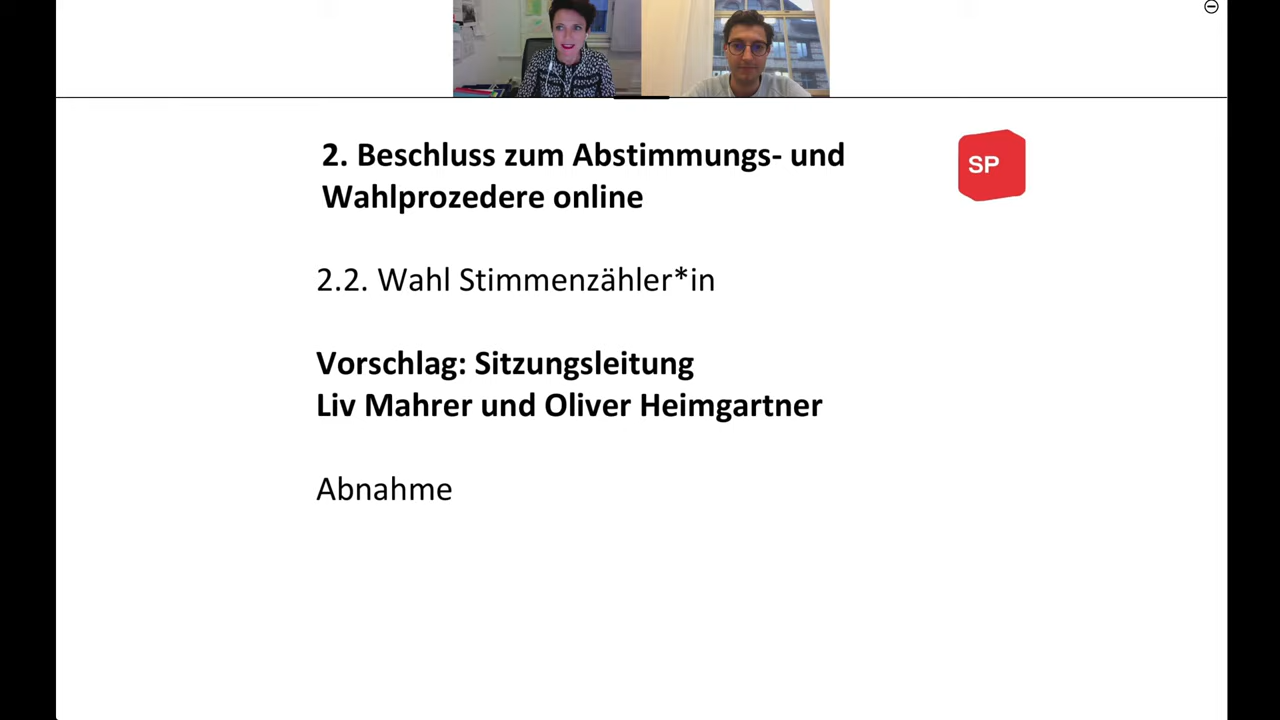 2. Beschluss zum Abstimmungs- und
Wahlprozedere online
SP
2.2. Wahl Stimmenzähler*in
Vorschlag: Sitzungsleitung
Liv Mahrer und Oliver Heimgartner
Abnahme